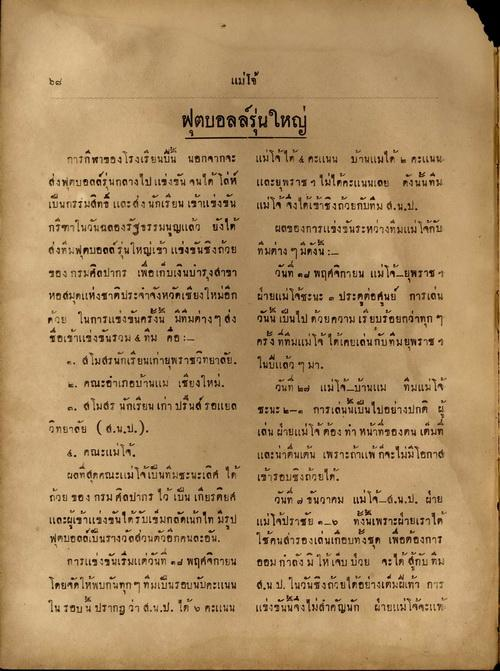 ๖๘
แม่โจ้
ฟุตบอลล์รุ่นใหญ่
การกีฬาของโรงเรียนปีนี้ นอกจากจะ
ส่งฟุตบอลล์รุ่นกลางไปแข่งขัน จนได้โล่ห์
เป็นกรรมสิทธิ์ และส่งนักเรียนเข้าแข่งขัน
กรีฑาในวันฉลองรัฐธรรมนูญแล้ว ยังได้
ส่งทีมฟุตบอลล์รุ่นใหญ่เข้าแข่งขันชิงถ้วย
ของกรมศิลปากร เพื่อเก็บเงินบำรุงสาขา
หอสมุดแห่งชาติประจำจังหวัดเชียงใหม่อีก
ด้วย ในการแข่งขันครั้งนี้ มีทีมต่างๆ ส่ง
ชื่อเข้าแข่งขันรวม ๔ ทีม คือ :—
๑. สโมสรนักเรียนเก่ายุพราชวิทยาลัย.
๒. คณะอำเภอบ้านแม เชียงใหม่.
๓. สโมสรนักเรียนเก่าปรินส์รอแยล
วิทยาลัย (ส.น.ป.).
๔. คณะแม่โจ้.
ผลที่สุดคณะแม่โจ้เป็นทีมชะนะเลิศ ได้
ถ้วยของกรมศิลปากรไว้เป็นเกียรติยศ
และผู้เข้าแข่งขันได้รับเข็มกลัดเน็กไท มีรูป
ฟุตบอลล์เป็นรางวัลส่วนตัวอีกคนละอัน.
การแข่งขันเริ่มแต่วันที่ ๑๘ พฤศจิกายน
โดยจัดให้พบกันทุกๆ ทีมเป็นรอบนับคะแนน
ในรอบนี้ปรากฏว่า ส.น.ป. ได้ ๖ คะแนน
แม่โจ้ได้ ๔ คะแนน บ้านแมได้ ๒ คะแนน
และยุพราช ฯ ไม่ได้คะแนนเลย ดังนั้นทีม
แม่โจ้ จึงได้เข้าชิงถ้วยกับทีม ส.น.ป.
ผลของการแข่งขันระหว่างทีมแม่โจ้กับ
ทีมต่าง ๆ มีดังนี้ :—
วันที่ ๑๘ พฤศจิกายน แม่โจ้—ยุพราช ฯ
ฝ่ายแม่โจ้ชะนะ ๓ ประตูต่อศูนย์ การเล่น
วันนี้เป็นไปด้วยความเรียบร้อยกว่าทุก ๆ
ครั้งที่ทีมแม่โจ้ได้เคยเล่นกับทีมยุพราช ฯ
ในปีแล้ว ๆ มา.
วันที่ ๒๗ แม่โจ้—บ้านแม ทีมแม่โจ้
ชะนะ ๒—๑ การเล่นนี้เป็นไปอย่างปกติ ผู้
เล่นฝ่ายแม่โจ้ต้องทำหน้าที่ของตนเต็มที่
และน่าตื่นเต้น เพราะถ้าแพ้ก็จะไม่มีโอกาส
เข้ารอบชิงถ้วยได้.
วันที่ ๗ ธันวาคม แม่โจ้—ส.น.ป. ฝ่าย
แม่โจ้ปราชัย ๑—๖ ทั้งนี้เพราะฝ่ายเราได้
ใช้คนสำรองเล่นเกือบทั้งชุด เพื่อต้องการ
ออมกำลังมิให้เจ็บป่วย จะได้สู้กับทีม
ส.น.ป. ในวันชิงถ้วยได้อย่างเต็มฝีเท้า การ
แข่งขันนี้จึงไม่สำคัญนัก ฝ่ายแม่โจ้จะแพ้